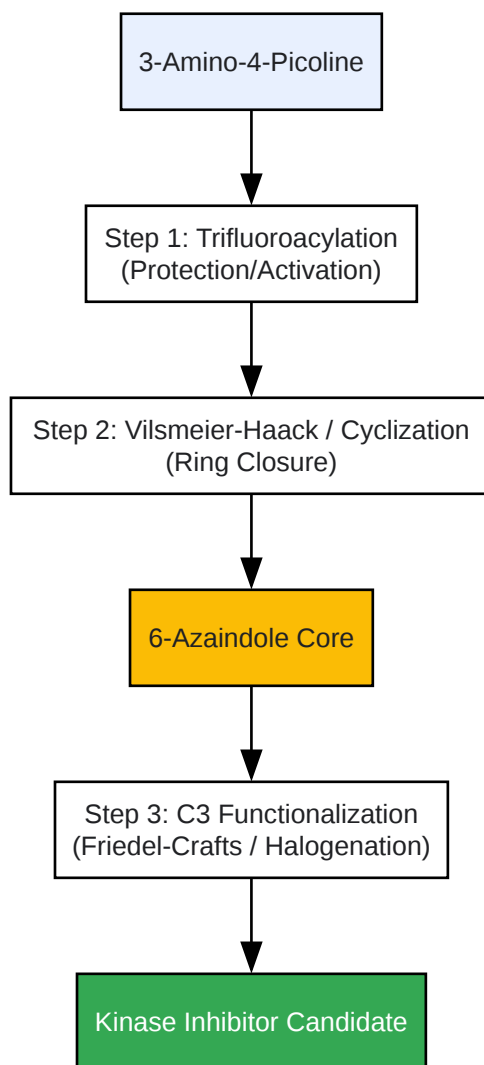 3-Amino-4-Picoline
Step 1: Trifluoroacylation
(Protection/Activation)
Step 2: Vilsmeier-Haack / Cyclization
(Ring Closure)
6-Azaindole Core
Step 3: C3 Functionalization
(Friedel-Crafts / Halogenation)
Kinase Inhibitor Candidate